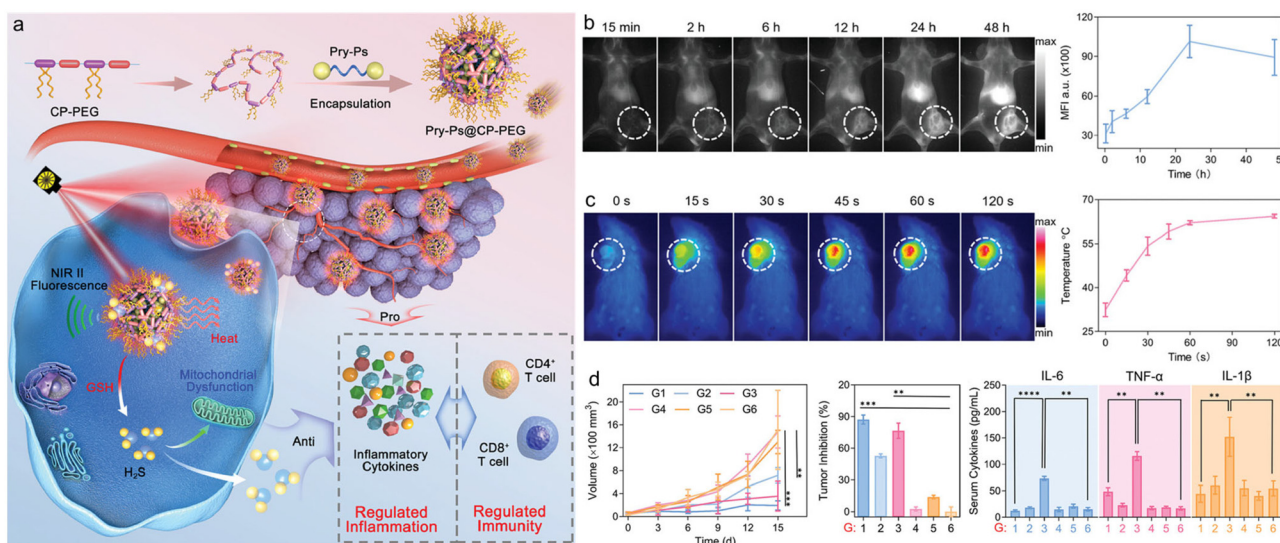 a
CP-PEG
Pry-Ps
Encapsulation
Pry-Ps@CP-PEG
NIR II
Fluorescence
Heat
GSH
Mitochondrial
Dysfunction
H₂S
Pro
Anti
Inflammatory
Cytokines
CD4⁺
T cell
CD8⁺
T cell
Regulated
Inflammation
Regulated
Immunity
b
15 min 2 h 6 h 12 h 24 h 48 h
max
min
MFI a.u. (x100)
120
90
60
30
0 10 20 30 40 50
Time (h)
c
0 s 15 s 30 s 45 s 60 s 120 s
max
min
Temperature °C
70
55
40
25
0 30 60 90 120
Time (s)
d
Volume (×100 mm³)
25
20
15
10
5
0
G1 G2 G3
G4 G5 G6
**
***
0 3 6 9 12 15
Time (d)
Tumor Inhibition (%)
90
60
30
0
**
***
G: 1 2 3 4 5 6
Serum Cytokines (pg/mL)
250
200
150
100
50
0
IL-6 TNF-α IL-1β
**** ** ** ** ** **
G: 1 2 3 4 5 6 1 2 3 4 5 6 1 2 3 4 5 6